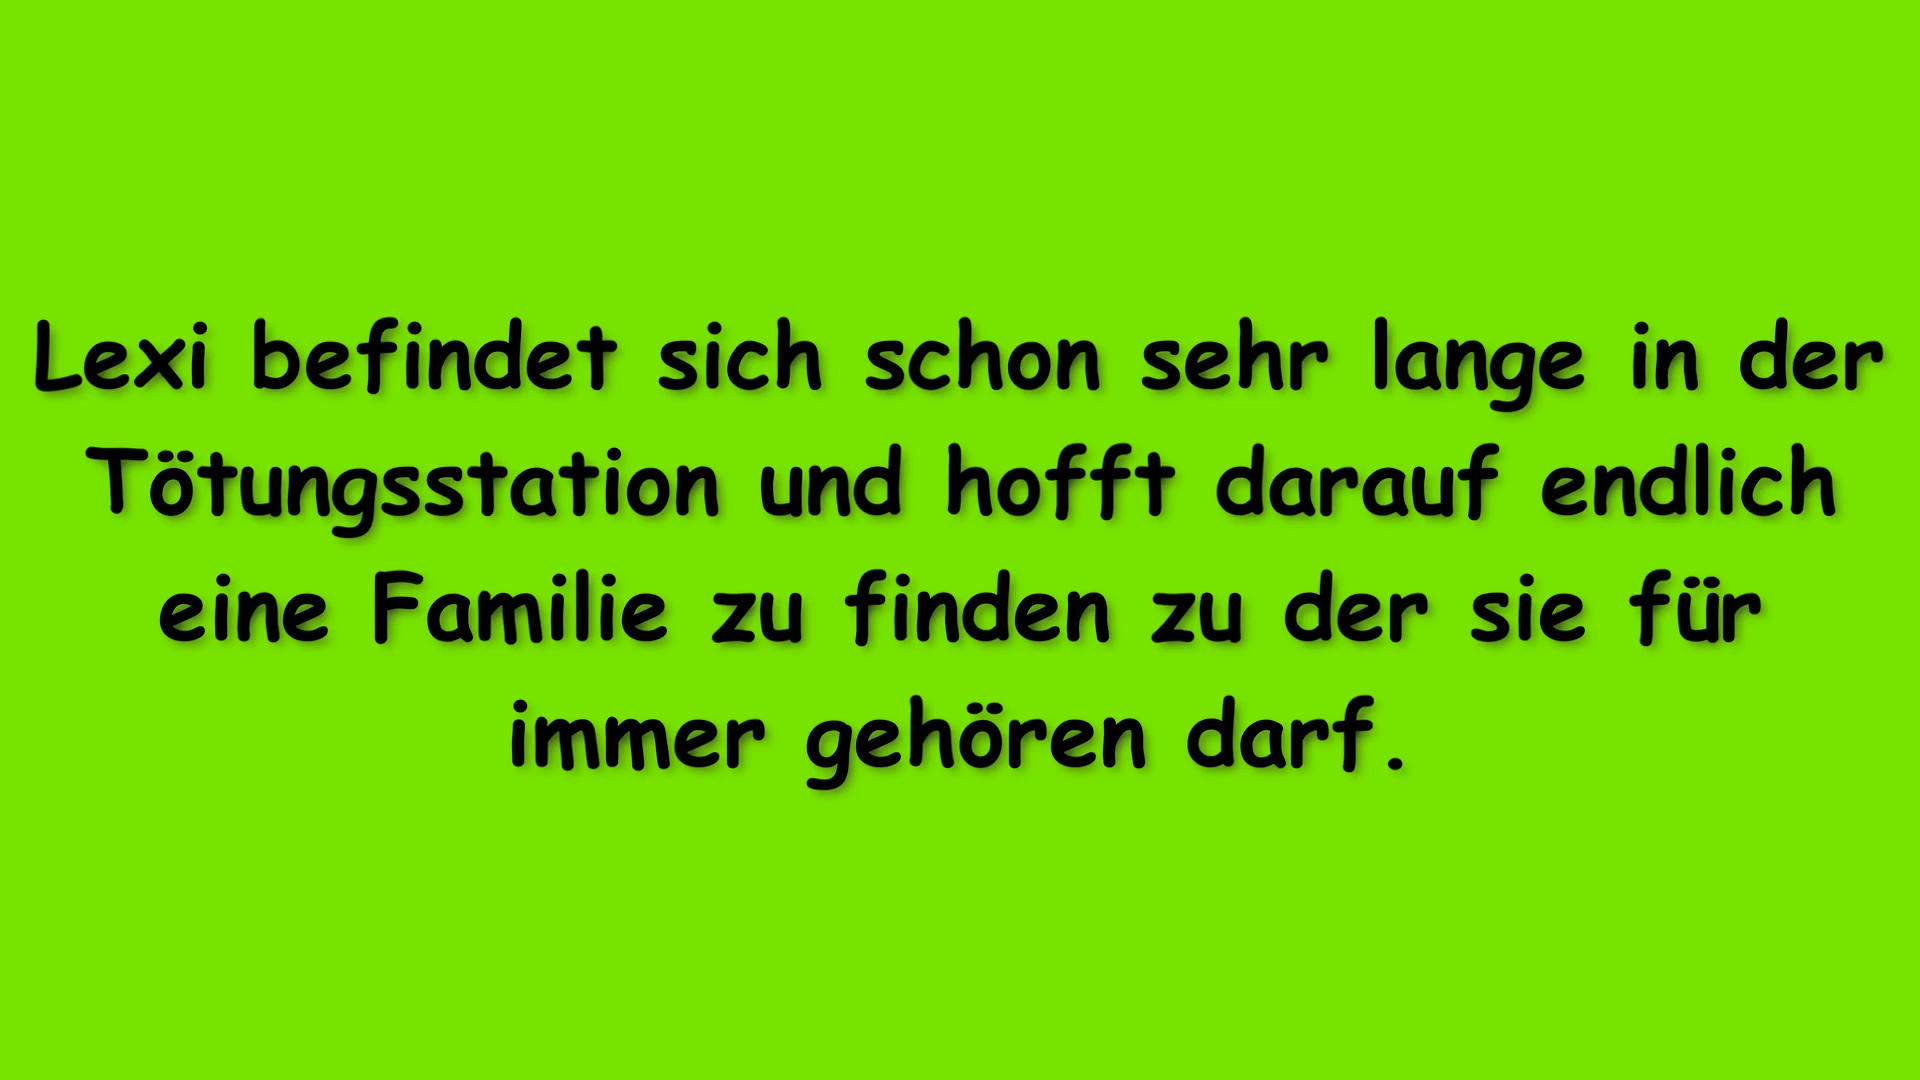 Lexi befindet sich schon sehr lange in der
Tötungsstation und hofft darauf endlich
eine Familie zu finden zu der sie für
immer gehören darf.